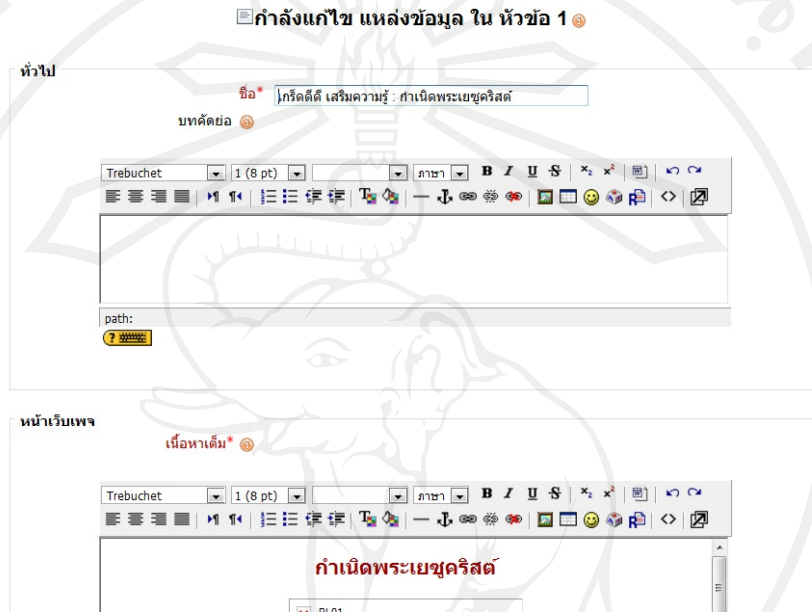 กำลังแก้ไข แหล่งข้อมูล ใน หัวข้อ 1
ทั่วไป
ชื่อ* เกร็ดดีดี เสริมความรู้ : กำเนิดพระเยซูคริสต์
บทคัดย่อ
Trebuchet 1 (8 pt) ภาษา B I U S x₂ x²
path:
?
หน้าเว็บเพจ
เนื้อหาเต็ม*
Trebuchet 1 (8 pt) ภาษา B I U S x₂ x²
กำเนิดพระเยซูคริสต์